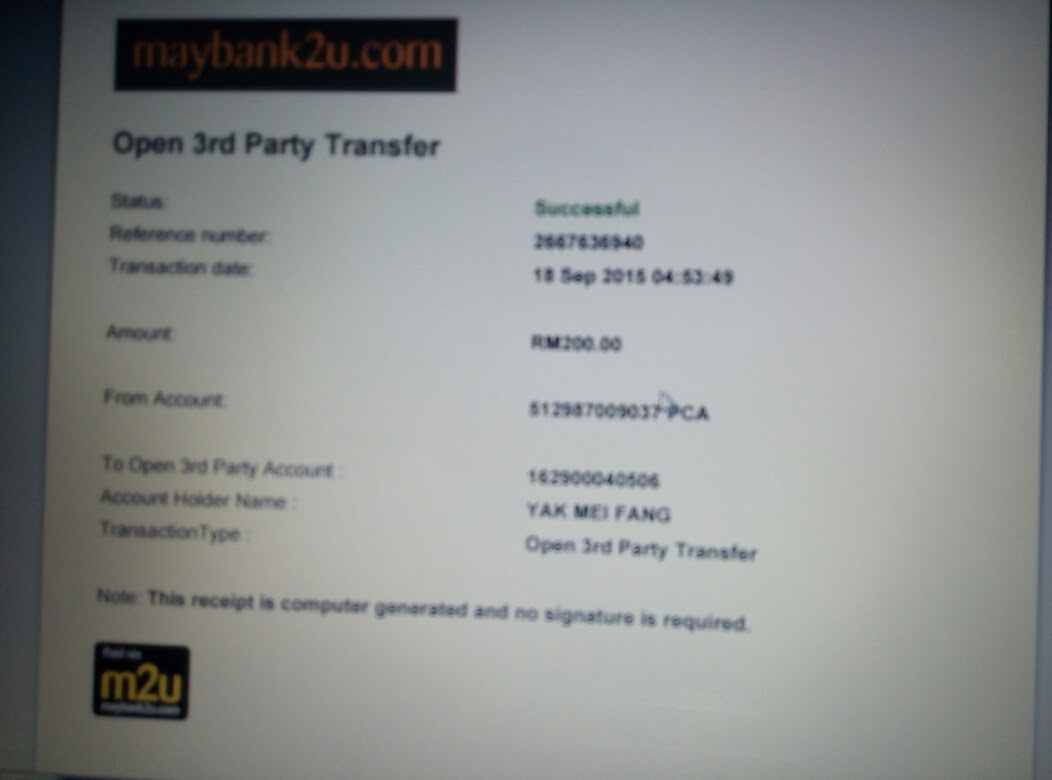 maybank2u.com
Open 3rd Party Transfer
Status: Successful
Reference number: 2667636940
Transaction date: 18 Sep 2015 04:53:49
Amount: RM200.00
From Account: 512987009037 PCA
To Open 3rd Party Account : 162900040506
Account Holder Name : YAK MEI FANG
TransactionType : Open 3rd Party Transfer
Note: This receipt is computer generated and no signature is required.
Paid via
m2u
maybank2u.com